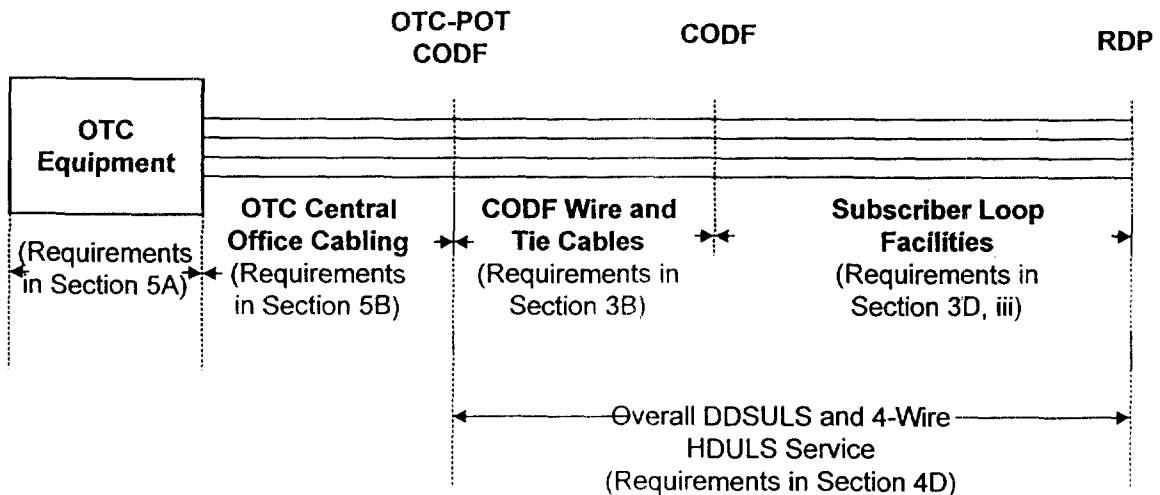 OTC-POT
CODF
CODF
RDP
OTC
Equipment
OTC Central
Office Cabling
(Requirements
in Section 5B)
CODF Wire and
Tie Cables
(Requirements in
Section 3B)
Subscriber Loop
Facilities
(Requirements in
Section 3D, iii)
(Requirements
in Section 5A)
Overall DDSULS and 4-Wire
HDULS Service
(Requirements in Section 4D)